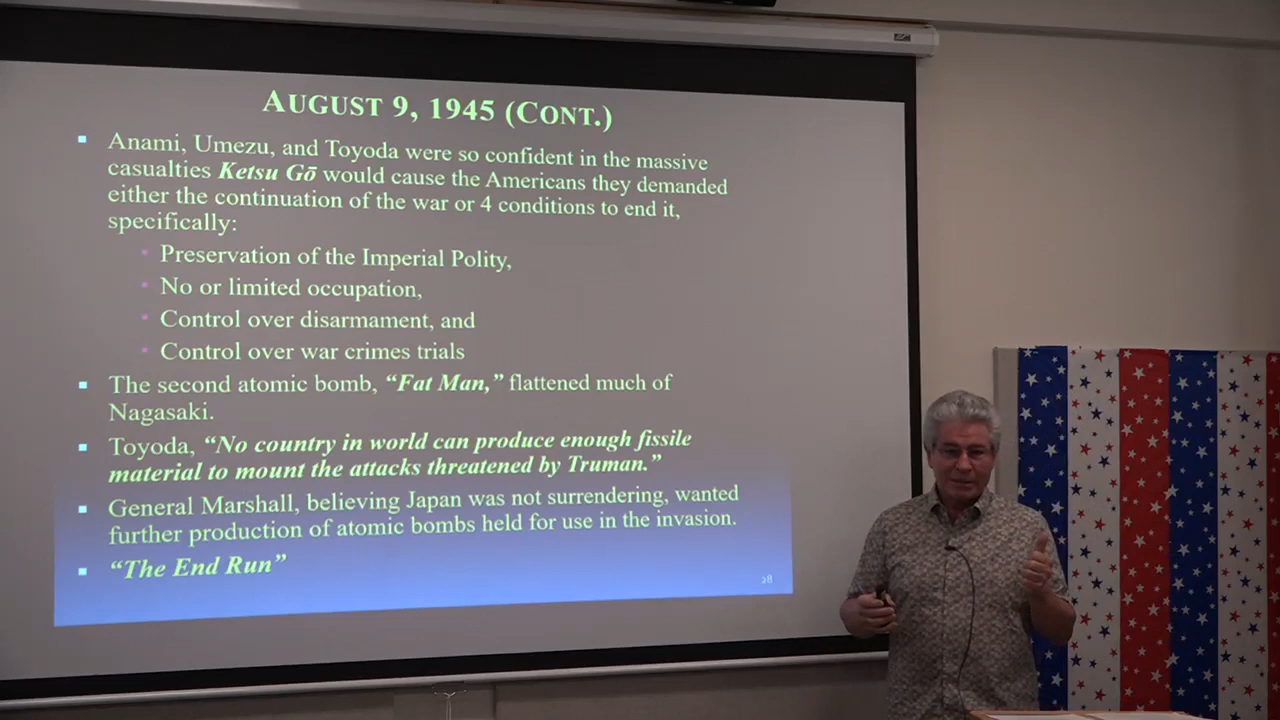 AUGUST 9, 1945 (CONT.)
▪ Anami, Umezu, and Toyoda were so confident in the massive
casualties Ketsu Gō would cause the Americans they demanded
either the continuation of the war or 4 conditions to end it,
specifically:
▪ Preservation of the Imperial Polity,
▪ No or limited occupation,
▪ Control over disarmament, and
▪ Control over war crimes trials
▪ The second atomic bomb, “Fat Man,” flattened much of
Nagasaki.
▪ Toyoda, “No country in world can produce enough fissile
material to mount the attacks threatened by Truman.”
▪ General Marshall, believing Japan was not surrendering, wanted
further production of atomic bombs held for use in the invasion.
▪ “The End Run”